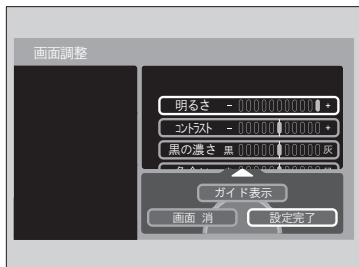 画面調整
明るさ - +
コントラスト - +
黒の濃さ 黒 灰
ガイド表示
画面 消 設定完了